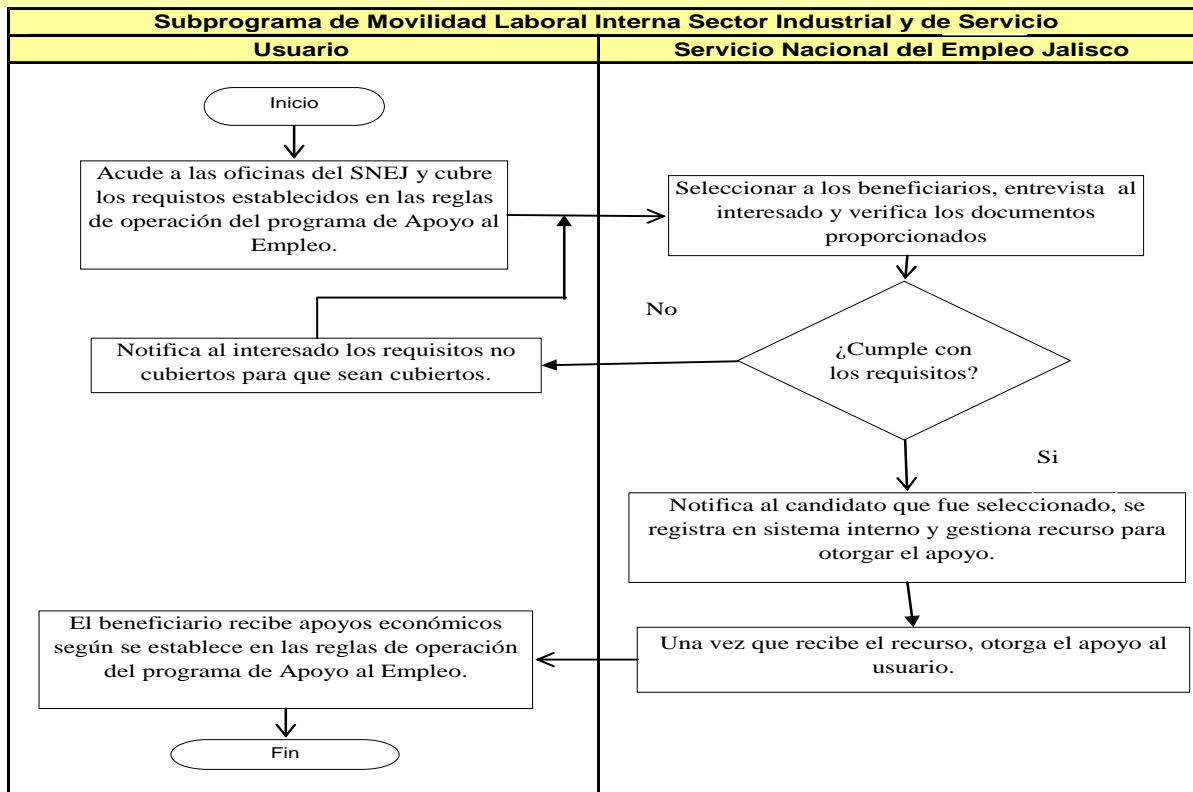 Subprograma de Movilidad Laboral Interna Sector Industrial y de Servicio
Usuario
Servicio Nacional del Empleo Jalisco
Inicio
Acude a las oficinas del SNEJ y cubre
los requistos establecidos en las reglas
de operación del programa de Apoyo al
Empleo.
Seleccionar a los beneficiarios, entrevista al
interesado y verifica los documentos
proporcionados
No
¿Cumple con
los requisitos?
Notifica al interesado los requisitos no
cubiertos para que sean cubiertos.
Si
Notifica al candidato que fue seleccionado, se
registra en sistema interno y gestiona recurso para
otorgar el apoyo.
Una vez que recibe el recurso, otorga el apoyo al
usuario.
El beneficiario recibe apoyos económicos
según se establece en las reglas de operación
del programa de Apoyo al Empleo.
Fin